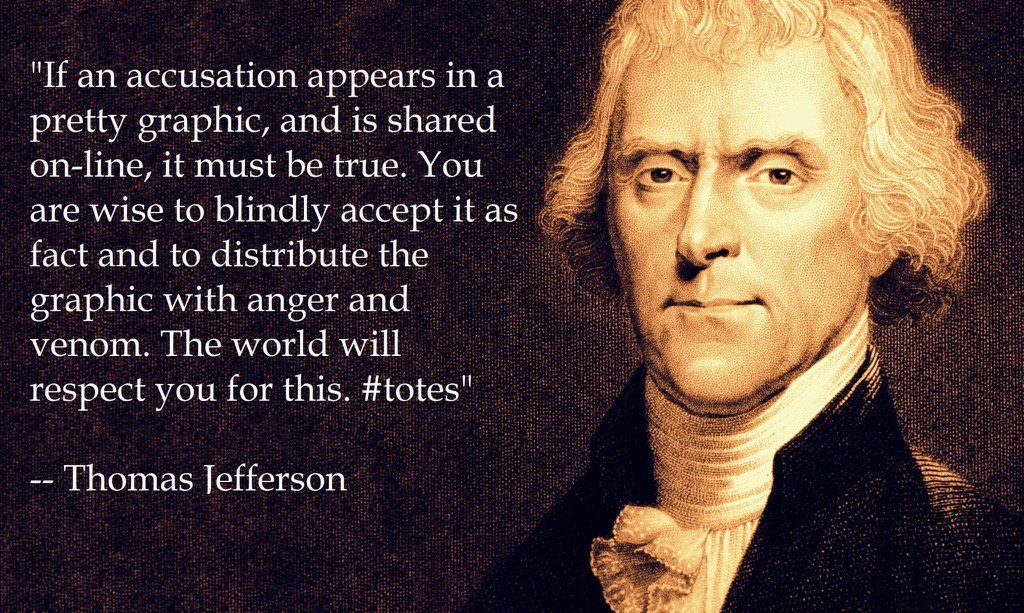 "If an accusation appears in a
pretty graphic, and is shared
on-line, it must be true. You
are wise to blindly accept it as
fact and to distribute the
graphic with anger and
venom. The world will
respect you for this. #totes"
-- Thomas Jefferson